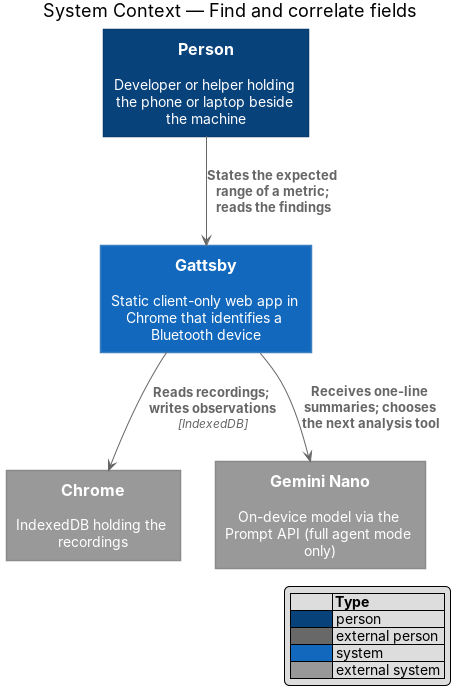 System Context — Find and correlate fields
Person
Developer or helper holding
the phone or laptop beside
the machine
States the expected
range of a metric;
reads the findings
Gattsby
Static client-only web app in
Chrome that identifies a
Bluetooth device
Reads recordings;
writes observations
[IndexedDB]
Receives one-line
summaries; chooses
the next analysis tool
Chrome
IndexedDB holding the
recordings
Gemini Nano
On-device model via the
Prompt API (full agent mode
only)
Type
person
external person
system
external system